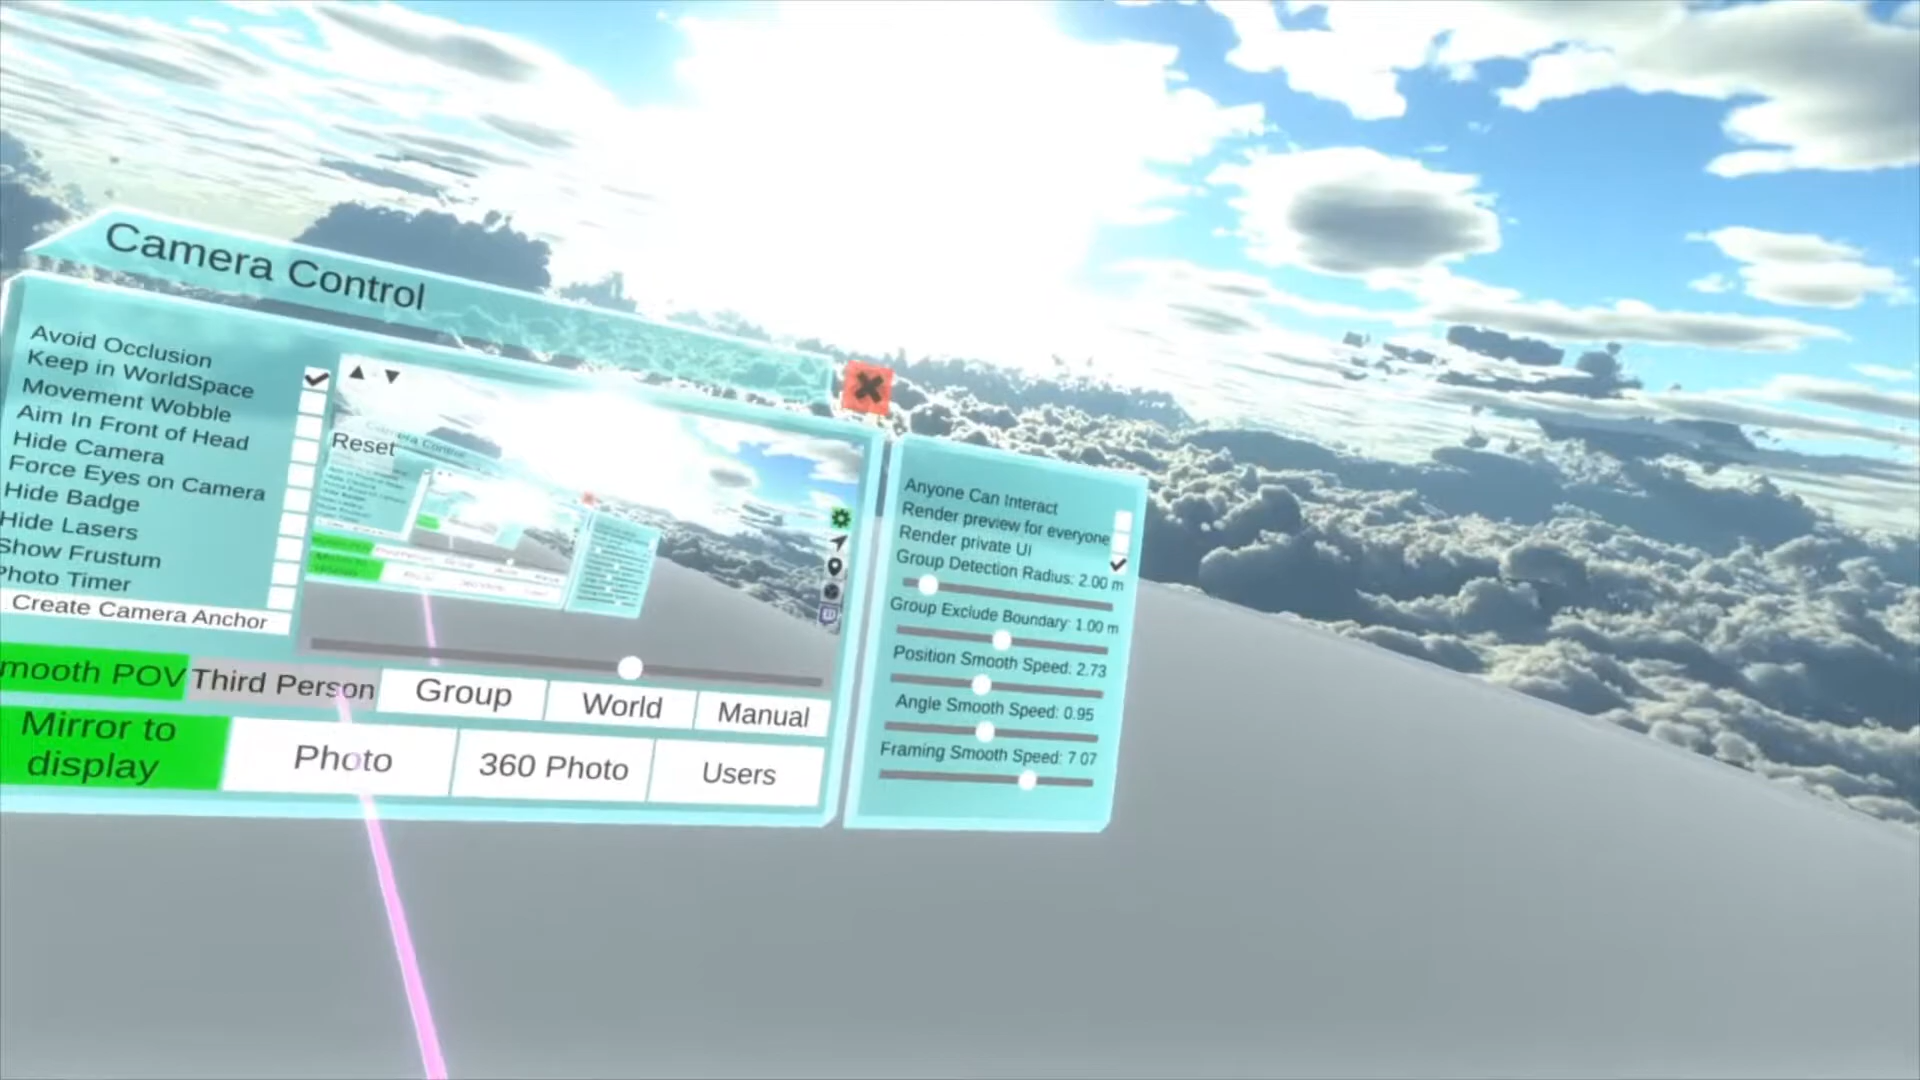 Camera Control
Avoid Occlusion
Keep in WorldSpace
Movement Wobble
Aim In Front of Head
Hide Camera
Force Eyes on Camera
Hide Badge
Hide Lasers
Show Frustum
Photo Timer
Create Camera Anchor
Reset
Camera Control
mooth POV
Third Person
Group
World
Manual
Mirror to
display
Photo
360 Photo
Users
Anyone Can Interact
Render preview for everyone
Render private UI
Group Detection Radius: 2.00 m
Group Exclude Boundary: 1.00 m
Position Smooth Speed: 2.73
Angle Smooth Speed: 0.95
Framing Smooth Speed: 7.07